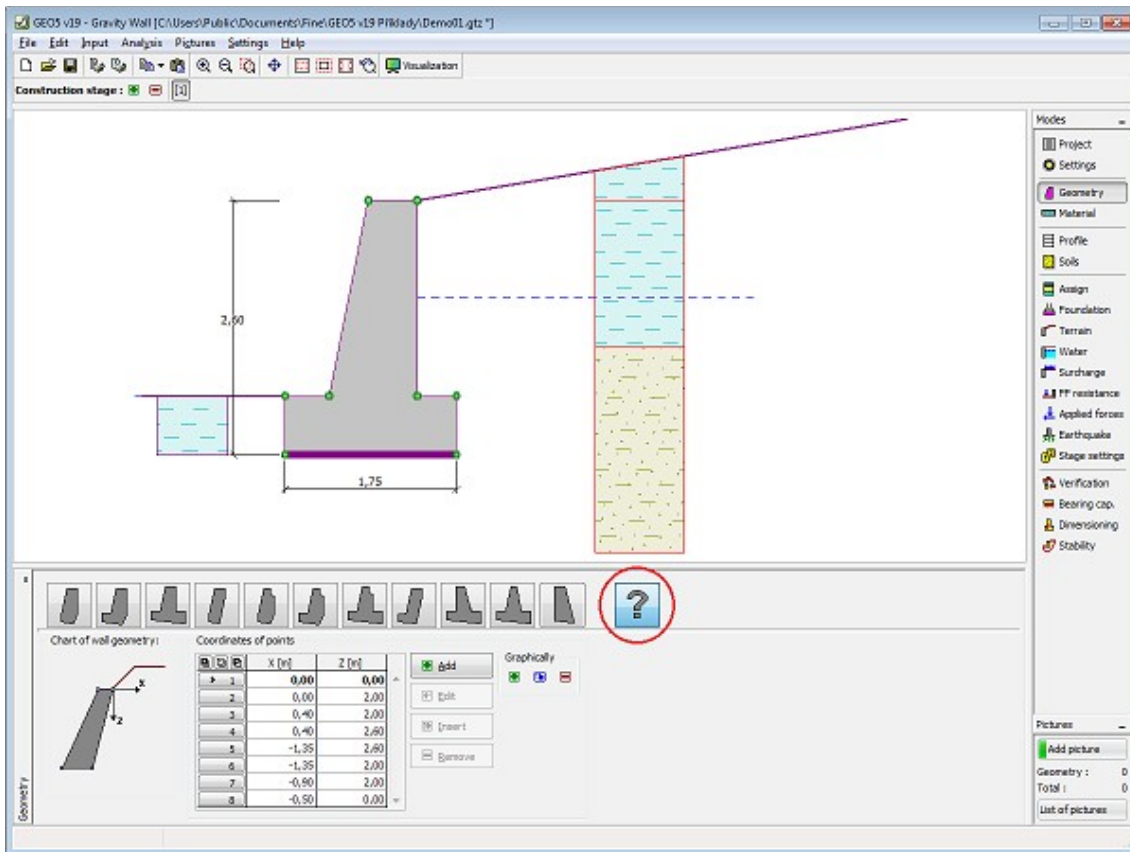 GEO5 v19 - Gravity Wall [C:\Users\Public\Documents\Fine\GEO5 v19 Příklady\Demo01.gtz *]
File Edit Input Analysis Pictures Settings Help
Visualization
Construction stage : [1]
2,60
1,75
Modes
Project
Settings
Geometry
Material
Profile
Soils
Assign
Foundation
Terrain
Water
Surcharge
FF resistance
Applied forces
Earthquake
Stage settings
Verification
Bearing cap.
Dimensioning
Stability
?
Chart of wall geometry:
x
z
Coordinates of points
X [m] Z [m]
1 0,00 0,00
2 0,00 2,00
3 0,40 2,00
4 0,40 2,60
5 -1,35 2,60
6 -1,35 2,00
7 -0,90 2,00
8 -0,50 0,00
Add
Edit
Insert
Remove
Graphically
Geometry
Pictures
Add picture
Geometry : 0
Total : 0
List of pictures